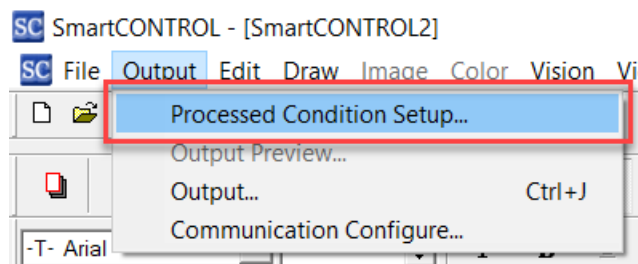 SC SmartCONTROL - [SmartCONTROL2]
SC File Output Edit Draw Image Color Vision Vi
Processed Condition Setup...
Output Preview...
Output... Ctrl+J
Communication Configure...
-T- Arial